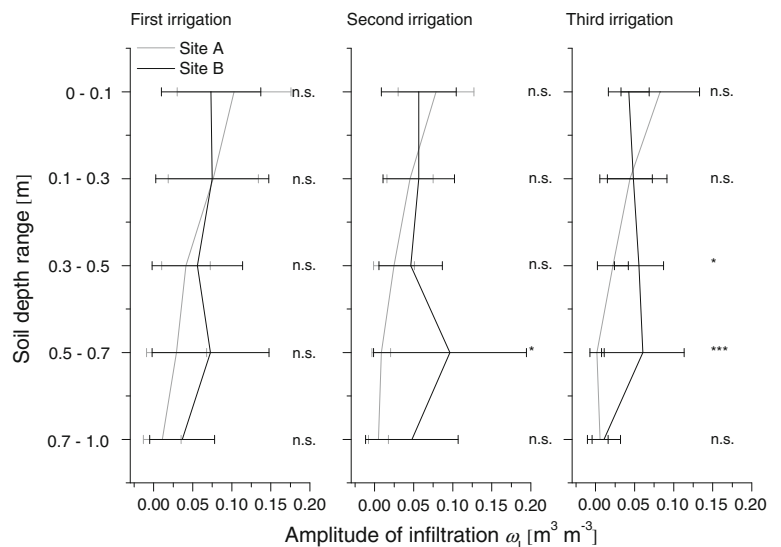 First irrigation
Second irrigation
Third irrigation
Site A
Site B
0 - 0.1
n.s.
n.s.
n.s.
0.1 - 0.3
n.s.
n.s.
n.s.
0.3 - 0.5
n.s.
n.s.
*
0.5 - 0.7
n.s.
*
***
0.7 - 1.0
n.s.
n.s.
n.s.
Soil depth range [m]
0.00 0.05 0.10 0.15 0.20
0.00 0.05 0.10 0.15 0.20
0.00 0.05 0.10 0.15 0.20
Amplitude of infiltration ω_I [m³ m⁻³]